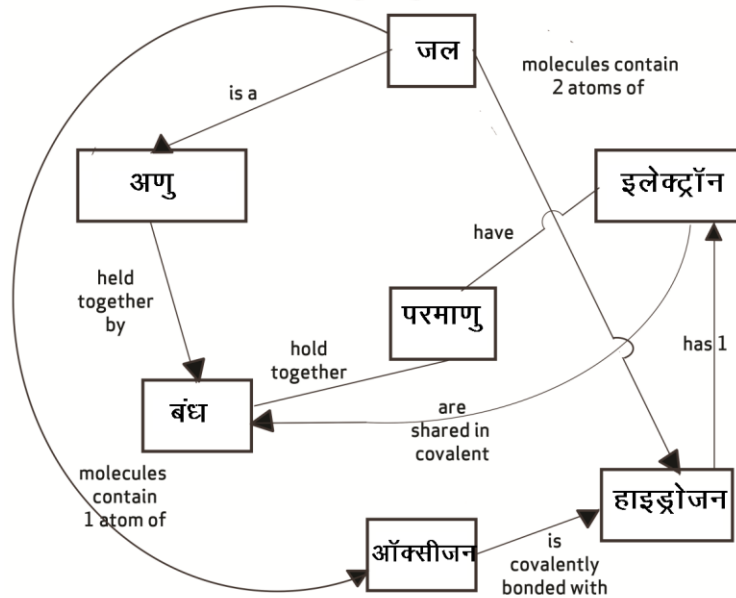 जल
molecules contain
2 atoms of
is a
अणु
इलेक्ट्रॉन
have
held
together
by
परमाणु
hold
together
has 1
बंध
are
shared in
covalent
molecules
contain
1 atom of
हाइड्रोजन
ऑक्सीजन
is
covalently
bonded with